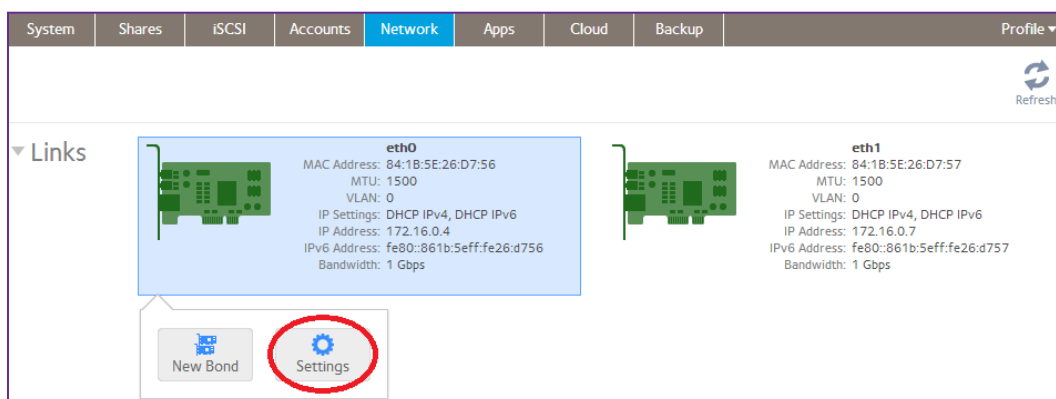 System Shares iSCSI Accounts Network Apps Cloud Backup Profile
Refresh
Links
eth0
MAC Address: 84:1B:5E:26:D7:56
MTU: 1500
VLAN: 0
IP Settings: DHCP IPv4, DHCP IPv6
IP Address: 172.16.0.4
IPv6 Address: fe80::861b:5eff:fe26:d756
Bandwidth: 1 Gbps
eth1
MAC Address: 84:1B:5E:26:D7:57
MTU: 1500
VLAN: 0
IP Settings: DHCP IPv4, DHCP IPv6
IP Address: 172.16.0.7
IPv6 Address: fe80::861b:5eff:fe26:d757
Bandwidth: 1 Gbps
New Bond
Settings